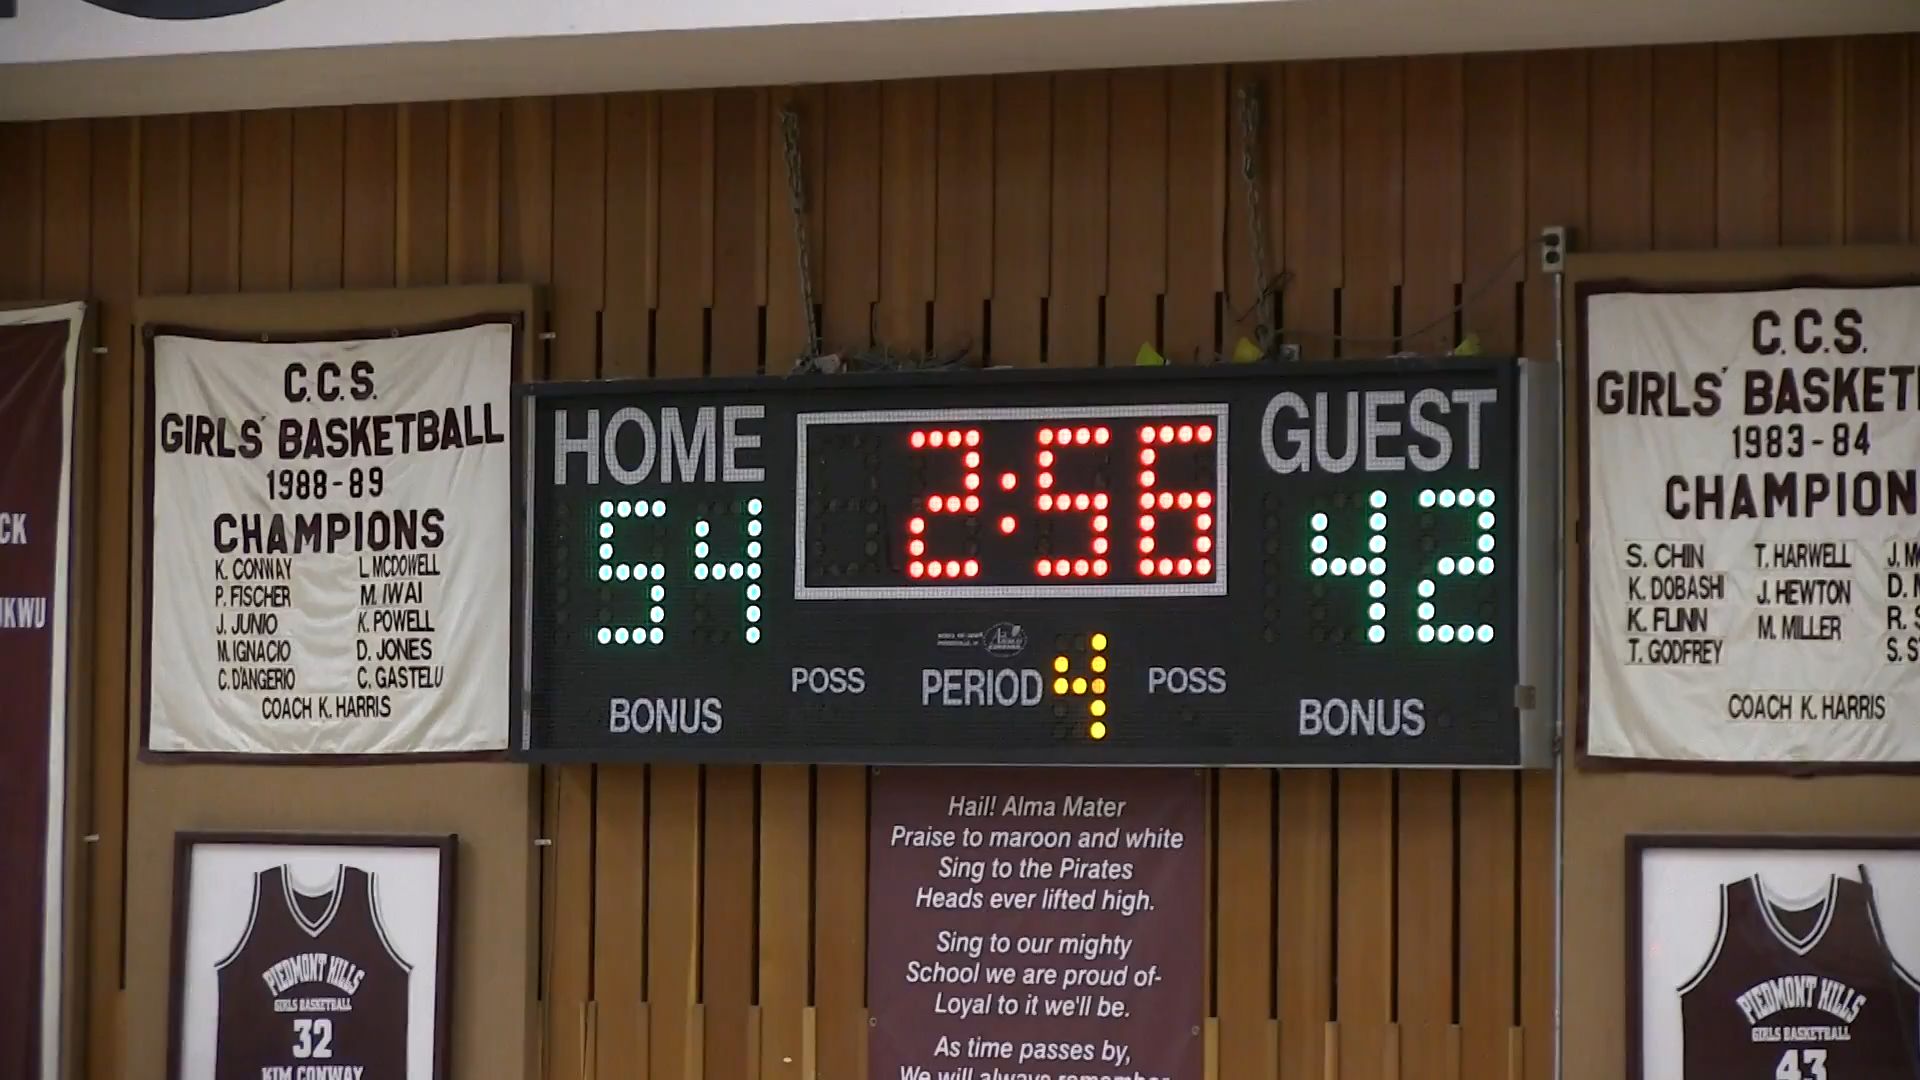 CK
UKWU
C.C.S.
GIRLS' BASKETBALL
1988-89
CHAMPIONS
K. CONWAY L. MCDOWELL
P. FISCHER M. IWAI
J. JUNIO K. POWELL
M. IGNACIO D. JONES
C. D'ANGERIO C. GASTELU
COACH K. HARRIS
HOME 2:56 GUEST
54 42
POSS PERIOD 4 POSS
BONUS BONUS
C.C.S.
GIRLS' BASKET
1983-84
CHAMPION
S. CHIN T. HARWELL J. M
K. DOBASHI J. HEWTON D.
K. FLINN M. MILLER R. S
T. GODFREY S. S
COACH K. HARRIS
Hail! Alma Mater
Praise to maroon and white
Sing to the Pirates
Heads ever lifted high.
Sing to our mighty
School we are proud of-
Loyal to it we'll be.
As time passes by,
We will always remember
PIEDMONT HILLS
GIRLS BASKETBALL
32
KIM CONWAY
PIEDMONT HILLS
GIRLS BASKETBALL
43